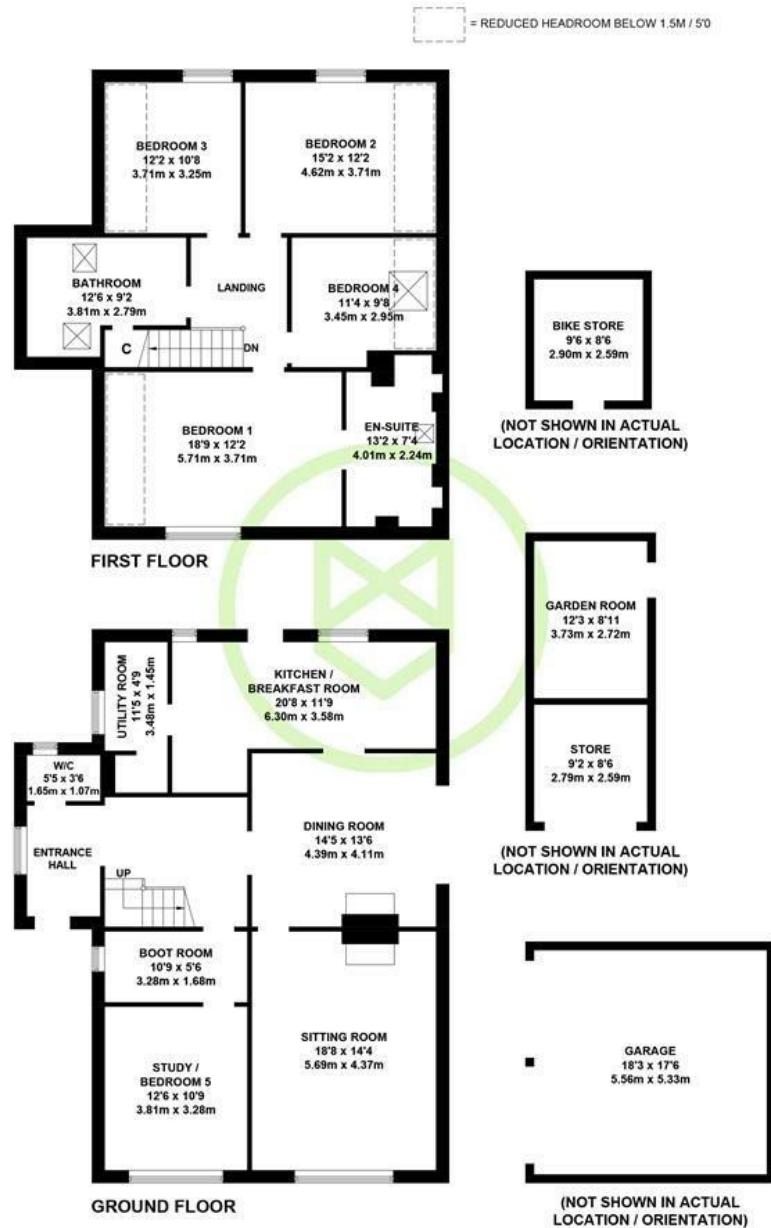 = REDUCED HEADROOM BELOW 1.5M / 5'0
BEDROOM 3
12'2 x 10'8
3.71m x 3.25m
BEDROOM 2
15'2 x 12'2
4.62m x 3.71m
BATHROOM
12'6 x 9'2
3.81m x 2.79m
LANDING
BEDROOM 4
11'4 x 9'8
3.45m x 2.95m
C
DN
BEDROOM 1
18'9 x 12'2
5.71m x 3.71m
EN-SUITE
13'2 x 7'4
4.01m x 2.24m
FIRST FLOOR
BIKE STORE
9'6 x 8'6
2.90m x 2.59m
(NOT SHOWN IN ACTUAL
LOCATION / ORIENTATION)
GARDEN ROOM
12'3 x 8'11
3.73m x 2.72m
STORE
9'2 x 8'6
2.79m x 2.59m
(NOT SHOWN IN ACTUAL
LOCATION / ORIENTATION)
UTILITY ROOM
11'5 x 4'9
3.48m x 1.45m
KITCHEN /
BREAKFAST ROOM
20'8 x 11'9
6.30m x 3.58m
W/C
5'5 x 3'6
1.65m x 1.07m
ENTRANCE
HALL
UP
DINING ROOM
14'5 x 13'6
4.39m x 4.11m
BOOT ROOM
10'9 x 5'6
3.28m x 1.68m
SITTING ROOM
18'8 x 14'4
5.69m x 4.37m
STUDY /
BEDROOM 5
12'6 x 10'9
3.81m x 3.28m
GROUND FLOOR
GARAGE
18'3 x 17'6
5.56m x 5.33m
(NOT SHOWN IN ACTUAL
LOCATION / ORIENTATION)